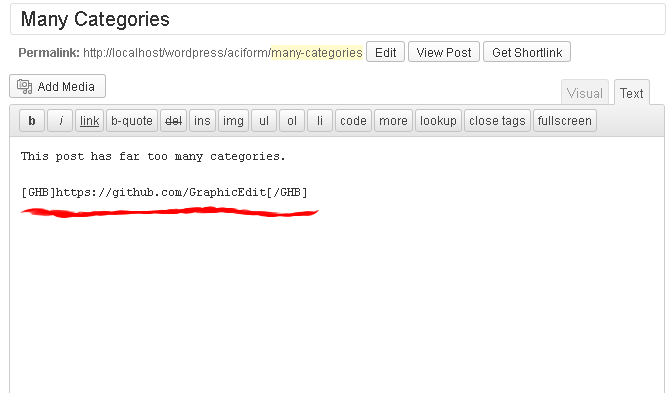 Many Categories
Permalink: http://localhost/wordpress/aciform/many-categories Edit View Post Get Shortlink
Add Media
Visual Text
b i link b-quote del ins img ul ol li code more lookup close tags fullscreen
This post has far too many categories.
[GHB]https://github.com/GraphicEdit[/GHB]